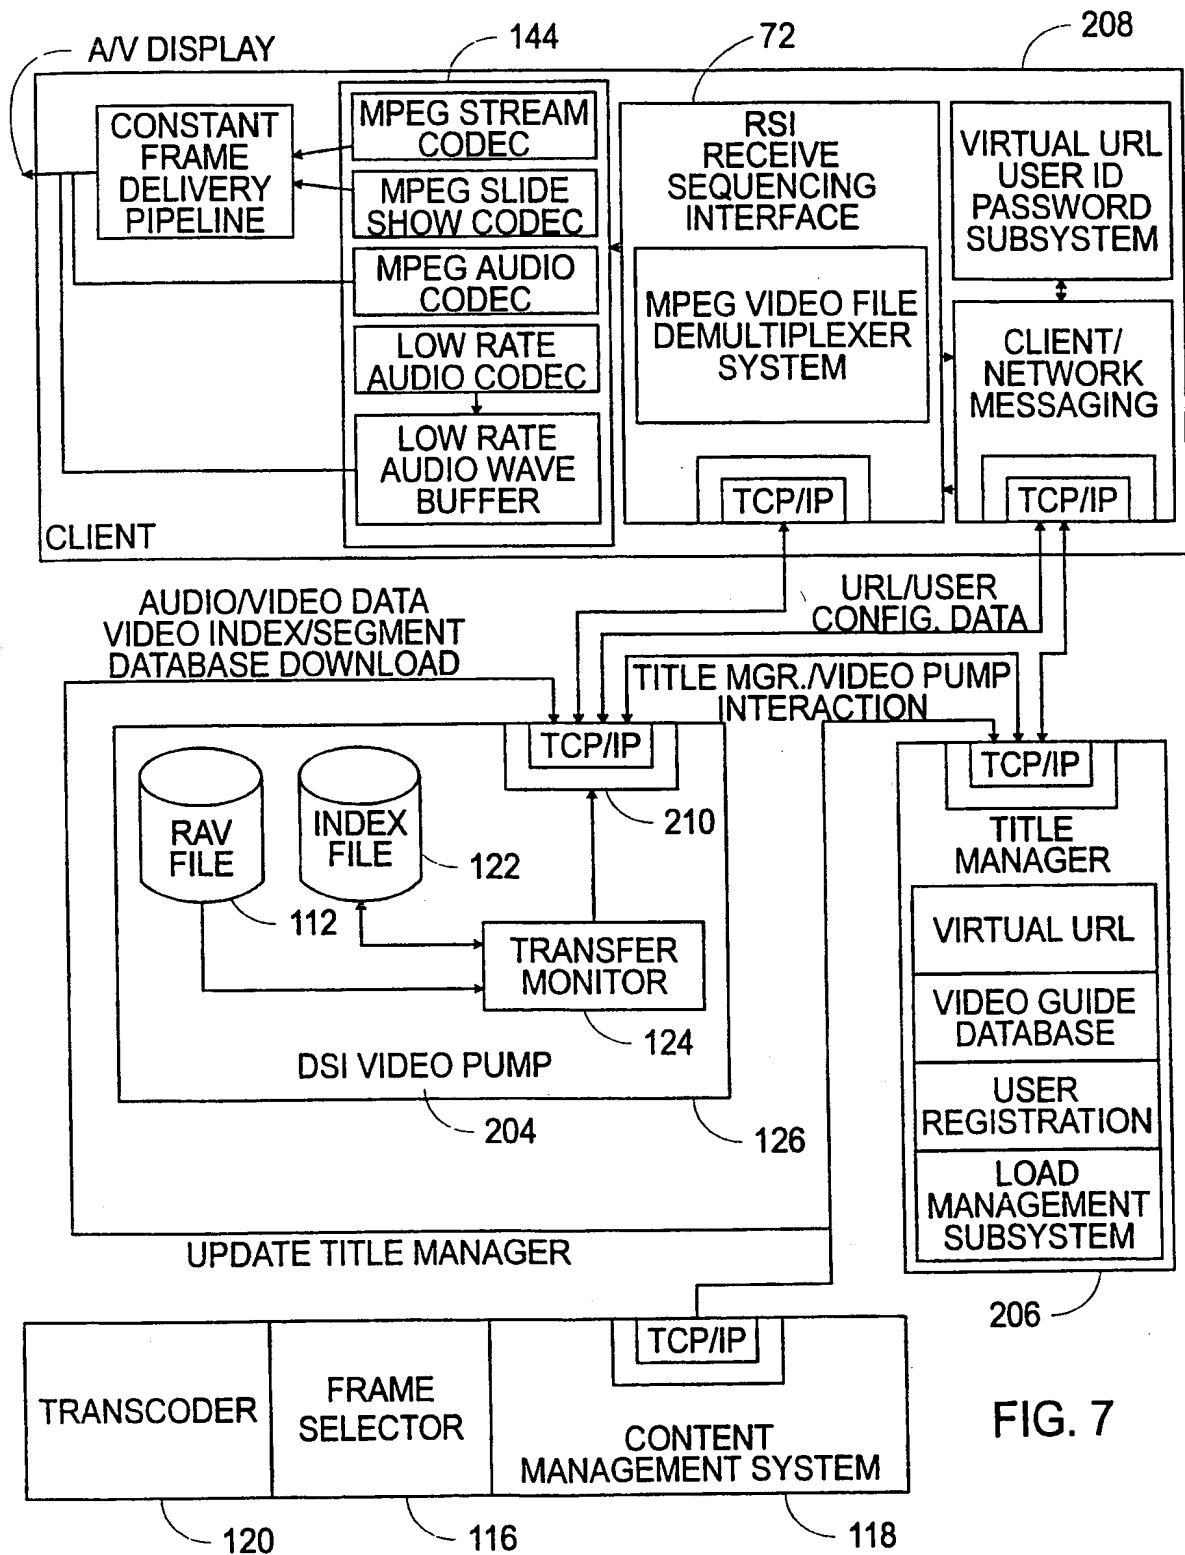 A/V DISPLAY
144
72
208
CONSTANT
FRAME
DELIVERY
PIPELINE
MPEG STREAM
CODEC
MPEG SLIDE
SHOW CODEC
MPEG AUDIO
CODEC
LOW RATE
AUDIO CODEC
LOW RATE
AUDIO WAVE
BUFFER
RSI
RECEIVE
SEQUENCING
INTERFACE
MPEG VIDEO FILE
DEMULTIPLEXER
SYSTEM
TCP/IP
VIRTUAL URL
USER ID
PASSWORD
SUBSYSTEM
CLIENT/
NETWORK
MESSAGING
TCP/IP
CLIENT
AUDIO/VIDEO DATA
VIDEO INDEX/SEGMENT
DATABASE DOWNLOAD
URL/USER
CONFIG. DATA
TITLE MGR./VIDEO PUMP
INTERACTION
TCP/IP
210
RAV
FILE
112
INDEX
FILE
122
TRANSFER
MONITOR
124
DSI VIDEO PUMP
204
126
TCP/IP
TITLE
MANAGER
VIRTUAL URL
VIDEO GUIDE
DATABASE
USER
REGISTRATION
LOAD
MANAGEMENT
SUBSYSTEM
206
UPDATE TITLE MANAGER
TRANSCODER
FRAME
SELECTOR
TCP/IP
CONTENT
MANAGEMENT SYSTEM
120
116
118
FIG. 7